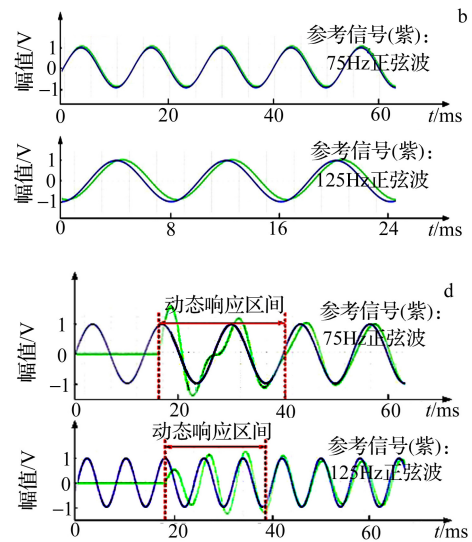 b
幅值/V
1
0
−1
参考信号(紫)：
75Hz正弦波
0
20
40
60
t/ms
幅值/V
1
0
−1
参考信号(紫)：
125Hz正弦波
0
8
16
24
t/ms
d
幅值/V
1
0
−1
动态响应区间
参考信号(紫)：
75Hz正弦波
20
40
60
t/ms
幅值/V
1
0
−1
动态响应区间
参考信号(紫)：
125Hz正弦波
0
20
40
60
t/ms